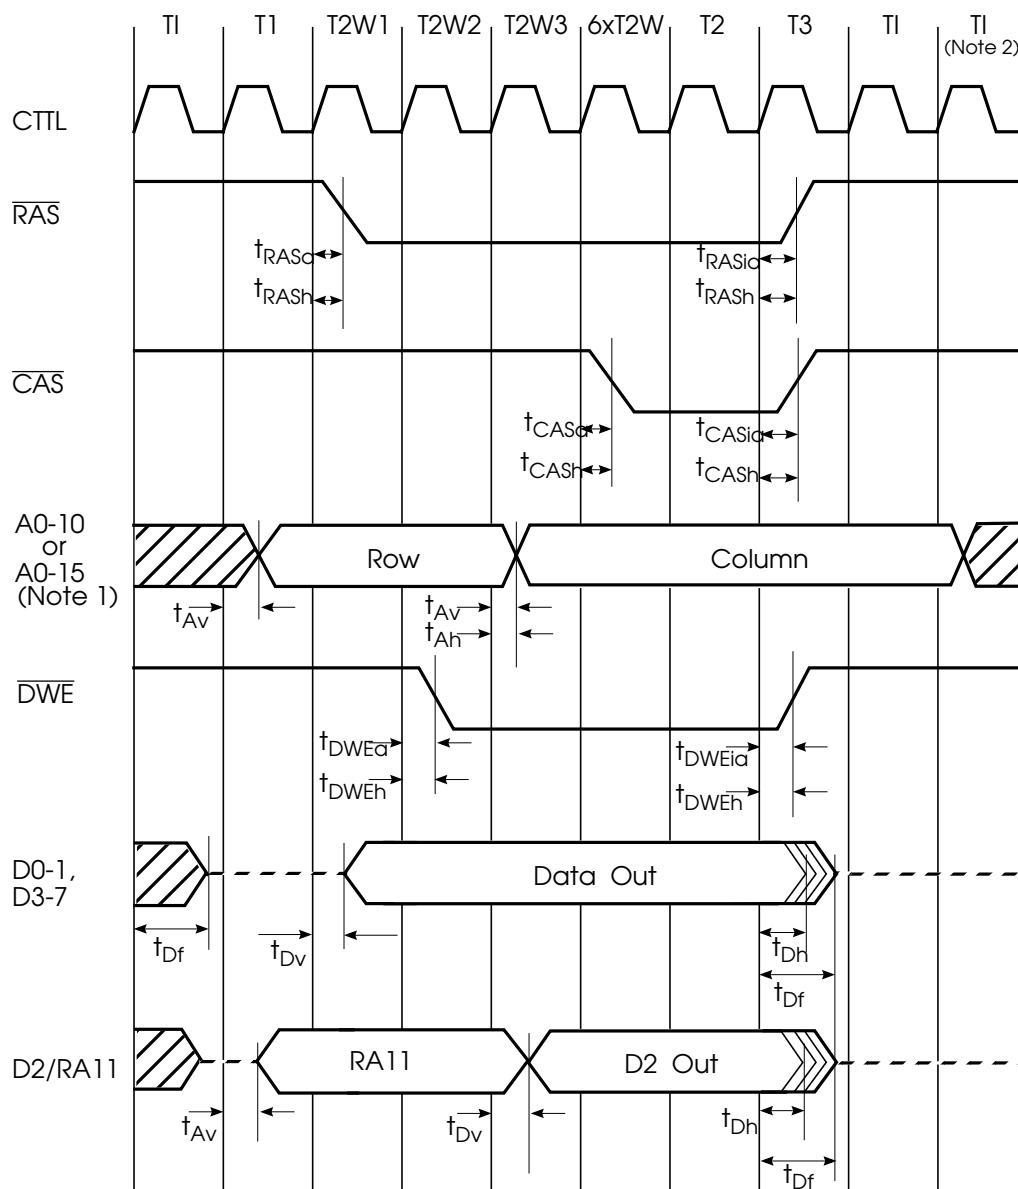 TI T1 T2W1 T2W2 T2W3 6xT2W T2 T3 TI TI
(Note 2)
CTTL
RAS
tRASa tRASia
tRASh tRASh
CAS
tCASa tCASia
tCASh tCASh
A0-10
or
A0-15
(Note 1)
Row Column
tAv tAv
tAh
DWE
tDWEa tDWEia
tDWEh tDWEh
D0-1,
D3-7
Data Out
tDf tDv tDh
tDf
D2/RA11
RA11 D2 Out
tAv tDv tDh
tDf